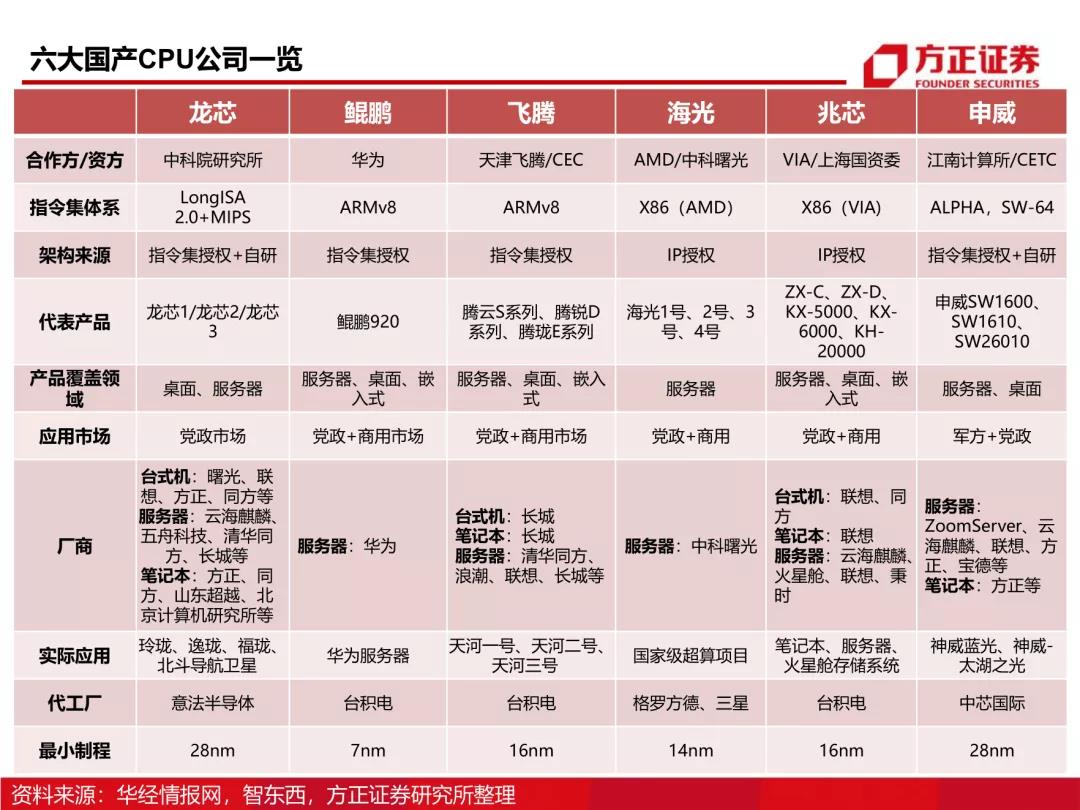 六大国产CPU公司一览
方正证券
FOUNDER SECURITIES
龙芯 鲲鹏 飞腾 海光 兆芯 申威
合作方/资方 中科院研究所 华为 天津飞腾/CEC AMD/中科曙光 VIA/上海国资委 江南计算所/CETC
指令集体系
LongISA
2.0+MIPS
ARMv8
ARMv8
X86（AMD）
X86（VIA）
ALPHA，SW-64
架构来源 指令集授权+自研 指令集授权 指令集授权 IP授权 IP授权 指令集授权+自研
代表产品
龙芯1/龙芯2/龙芯
3
鲲鹏920
腾云S系列、腾锐D
系列、腾珑E系列
海光1号、2号、3
号、4号
ZX-C、ZX-D、
KX-5000、KX-
6000、KH-
20000
申威SW1600、
SW1610、
SW26010
产品覆盖领
域
桌面、服务器
服务器、桌面、嵌
入式
服务器、桌面、嵌入
式
服务器
服务器、桌面、嵌
入式
服务器、桌面
应用市场 党政市场 党政+商用市场 党政+商用市场 党政+商用 党政+商用 军方+党政
厂商
台式机：曙光、联
想、方正、同方等
服务器：云海麒麟、
五舟科技、清华同
方、长城等
笔记本：方正、同
方、山东超越、北
京计算机研究所等
服务器：华为
台式机：长城
笔记本：长城
服务器：清华同方、
浪潮、联想、长城等
服务器：中科曙光
台式机：联想、同
方
笔记本：联想
服务器：云海麒麟、
火星舱、联想、秉
时
服务器：
ZoomServer、云
海麒麟、联想、方
正、宝德等
笔记本：方正等
实际应用
玲珑、逸珑、福珑、
北斗导航卫星
华为服务器
天河一号、天河二号、
天河三号
国家级超算项目
笔记本、服务器、
火星舱存储系统
神威蓝光、神威-
太湖之光
代工厂 意法半导体 台积电 台积电 格罗方德、三星 台积电 中芯国际
最小制程 28nm 7nm 16nm 14nm 16nm 28nm
资料来源：华经情报网，智东西，方正证券研究所整理